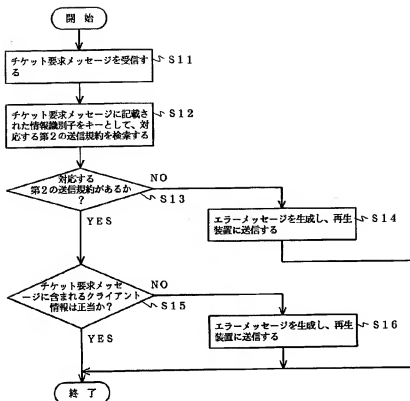 開始
チケット要求メッセージを受信す
る
S11
チケット要求メッセージに記載され
た情報識別子をキーとして、対
応する第2の送信規約を検索する
S12
対応する
第2の送信規約があるか
?
S13
NO
YES
エラーメッセージを生成し、再生
装置に送信する
S14
チケット要求メッセ
ージに含まれるクライアント
情報は正当か?
S15
NO
YES
エラーメッセージを生成し、再生
装置に送信する
S16
終了